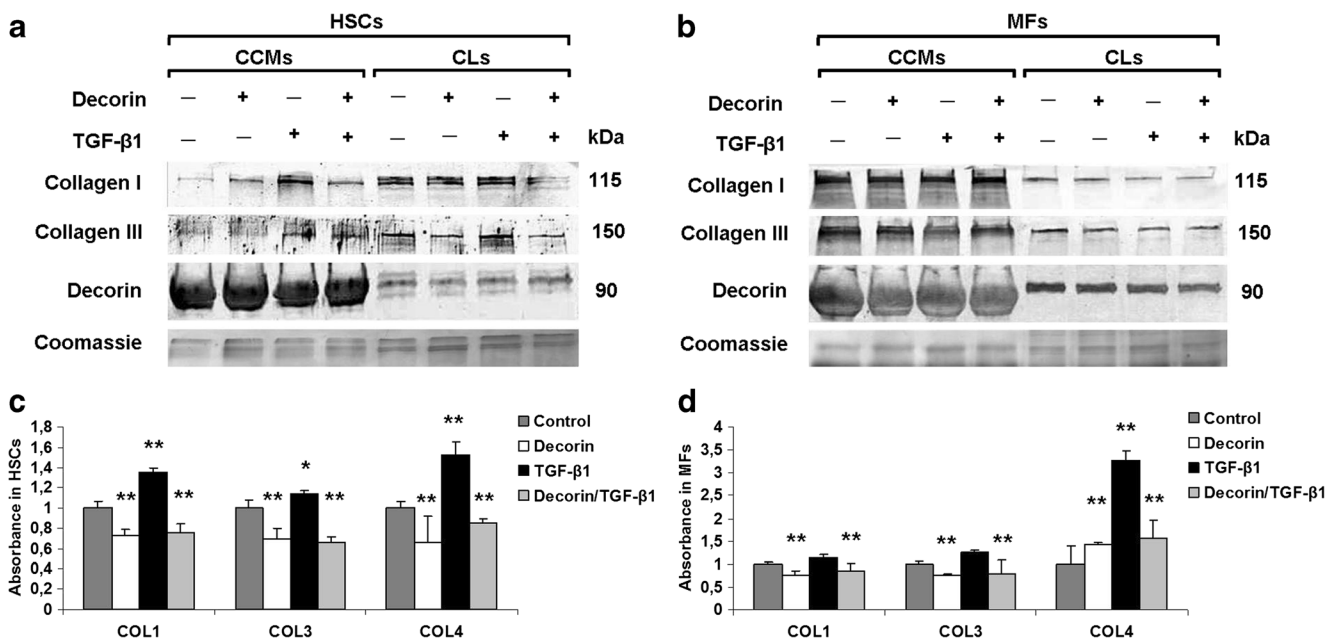 a
HSCs
CCMs CLs
Decorin — + — + — + — +
TGF-β1 — — + + — — + + kDa
Collagen I 115
Collagen III 150
Decorin 90
Coomassie
b
MFs
CCMs CLs
Decorin — + — + — + — +
TGF-β1 — — + + — — + + kDa
Collagen I 115
Collagen III 150
Decorin 90
Coomassie
c
Absorbance in HSCs
1,8
1,6
1,4
1,2
1
0,8
0,6
0,4
0,2
0
** ** **
** * **
** ** **
COL1 COL3 COL4
Control
Decorin
TGF-β1
Decorin/TGF-β1
d
Absorbance in MFs
4
3,5
3
2,5
2
1,5
1
0,5
0
** **
** **
** ** **
COL1 COL3 COL4
Control
Decorin
TGF-β1
Decorin/TGF-β1